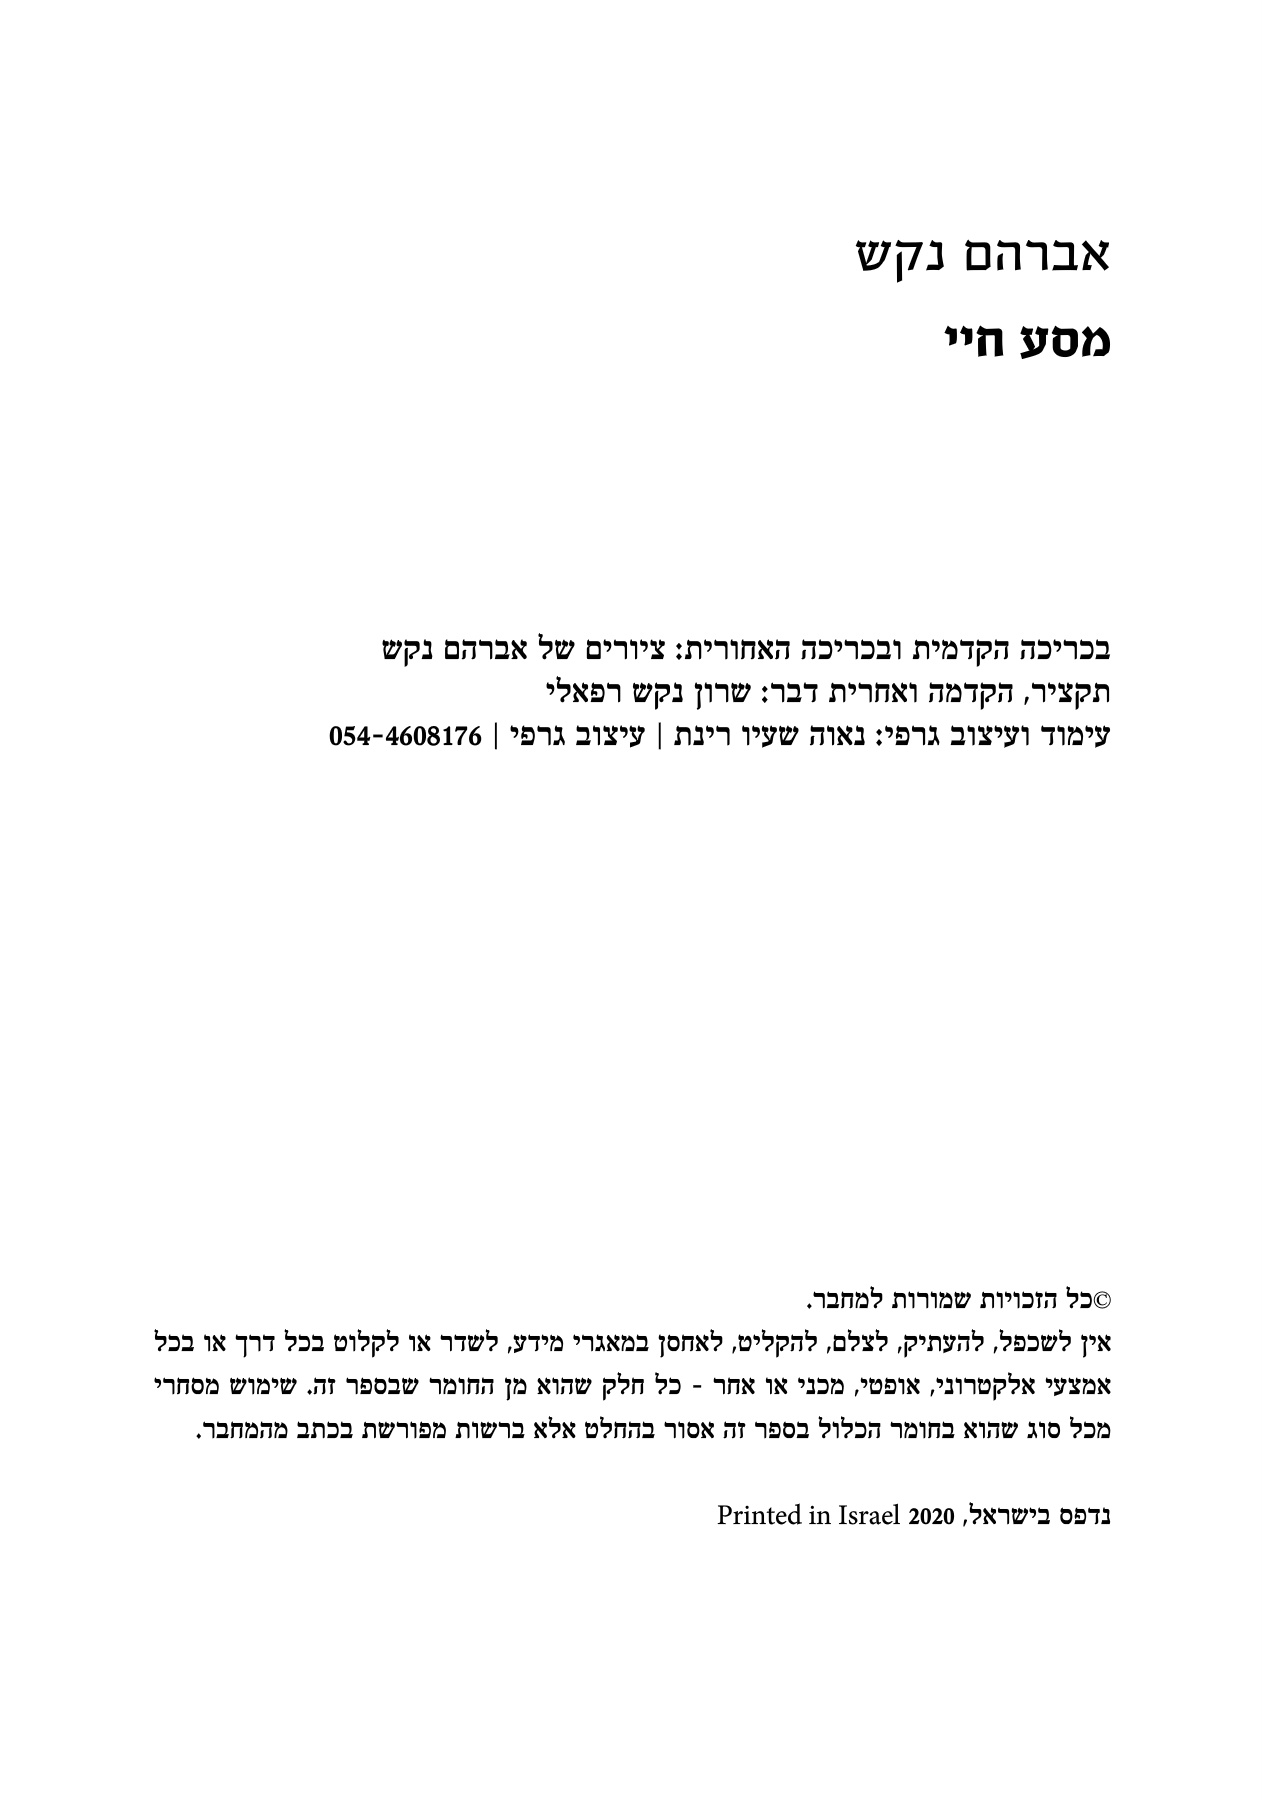 אברהם נקש
מסע חיי
בכריכה הקדמית ובכריכה האחורית: ציורים של אברהם נקש
תקציר, הקדמה ואחרית דבר: שרון נקש רפאלי
עימוד ועיצוב גרפי: נאוה שעיו רינת | עיצוב גרפי | 054-4608176
©כל הזכויות שמורות למחבר.
אין לשכפל, להעתיק, לצלם, להקליט, לאחסן במאגרי מידע, לשדר או לקלוט בכל דרך או בכל
אמצעי אלקטרוני, אופטי, מכני או אחר - כל חלק שהוא מן החומר שבספר זה. שימוש מסחרי
מכל סוג שהוא בחומר הכלול בספר זה אסור בהחלט אלא ברשות מפורשת בכתב מהמחבר.
נדפס בישראל, 2020 Printed in Israel